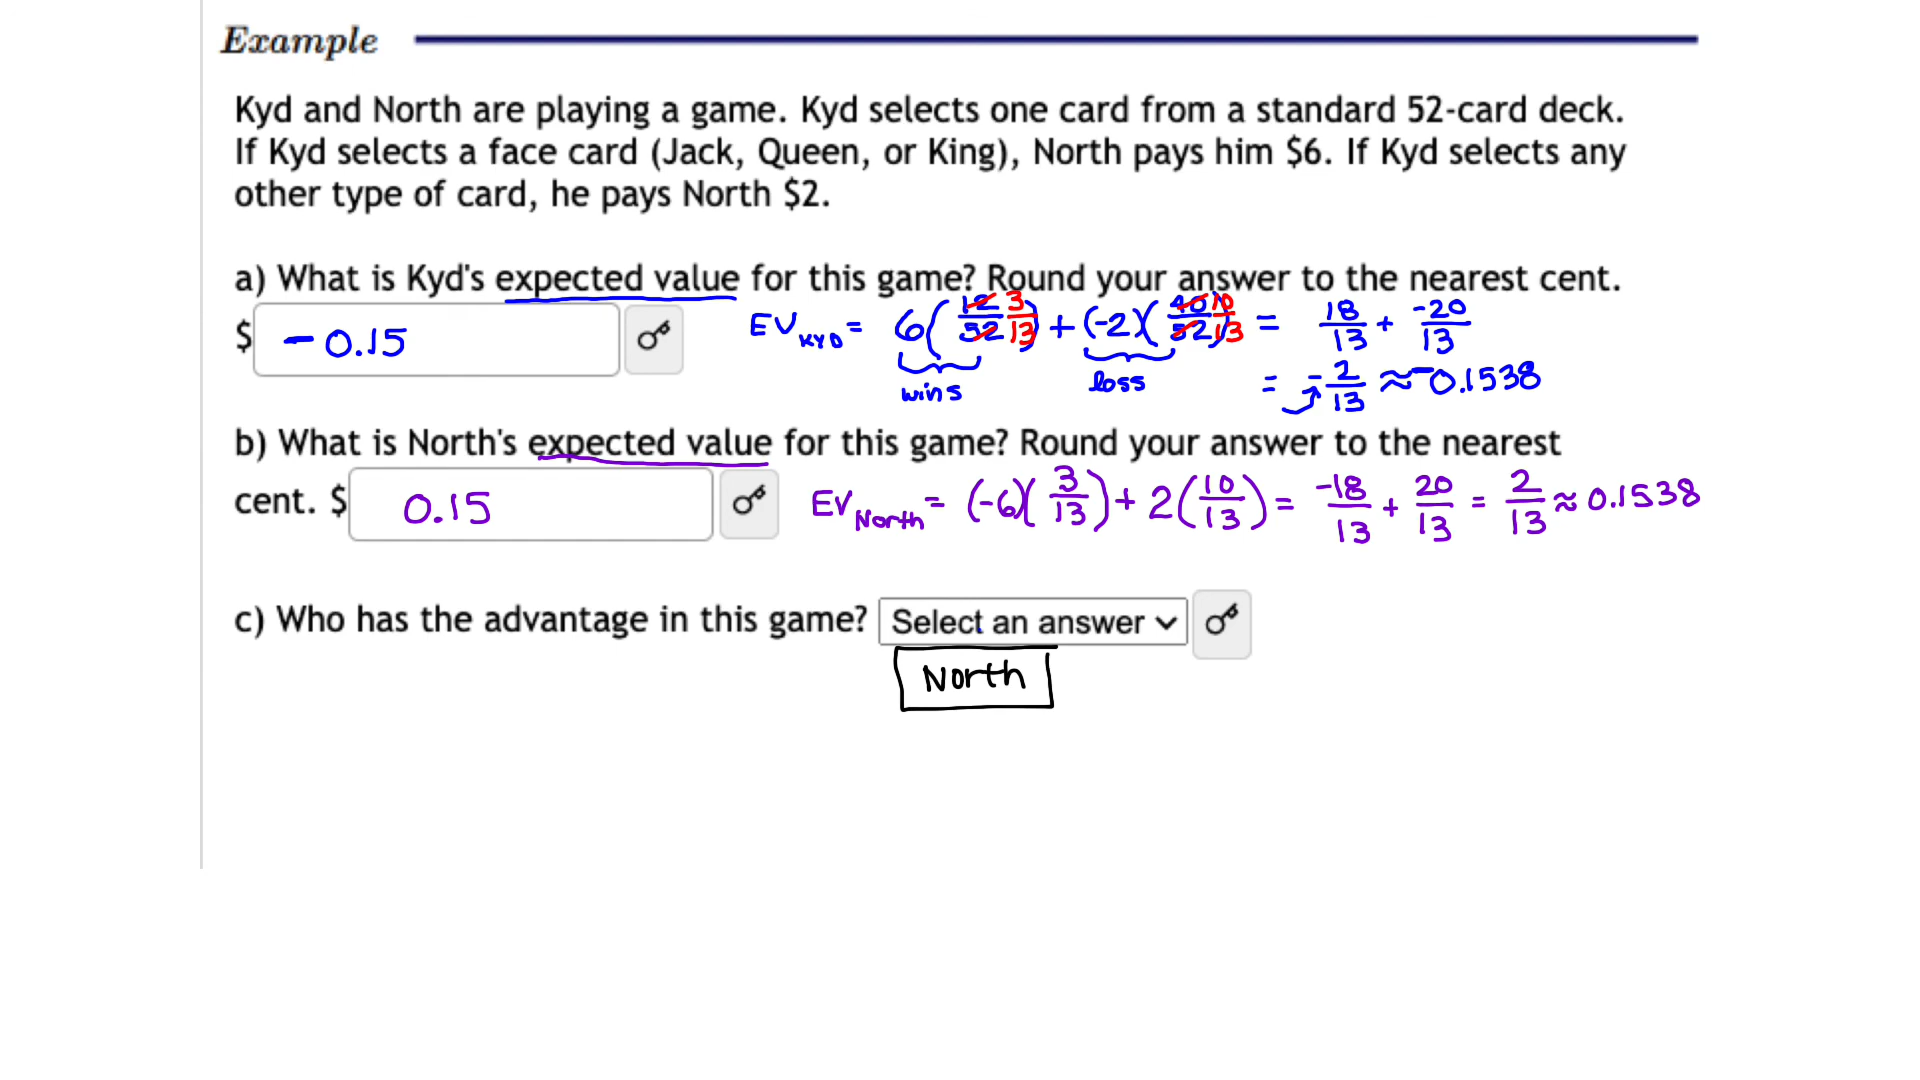 Example
Kyd and North are playing a game. Kyd selects one card from a standard 52-card deck.
If Kyd selects a face card (Jack, Queen, or King), North pays him $6. If Kyd selects any
other type of card, he pays North $2.
a) What is Kyd's expected value for this game? Round your answer to the nearest cent.
$ -0.15
EV KYD = 6(12/52 3/13) + (-2)(40/52 10/13) = 18/13 + -20/13
wins loss = -2/13 ≈ -0.1538
b) What is North's expected value for this game? Round your answer to the nearest
cent. $ 0.15 EV North = (-6)(3/13) + 2(10/13) = -18/13 + 20/13 = 2/13 ≈ 0.1538
c) Who has the advantage in this game? Select an answer
North